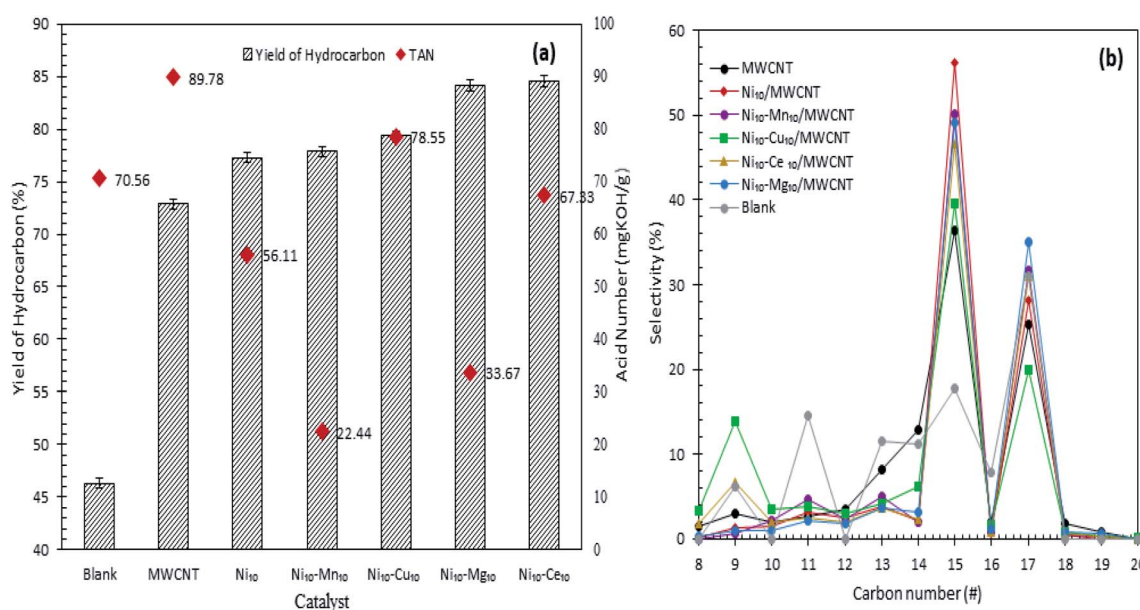 (a)
Yield of Hydrocarbon
TAN
Yield of Hydrocarbon (%)
90
85
80
75
70
65
60
55
50
45
40
70.56
89.78
56.11
22.44
78.55
33.67
67.33
100
90
80
70
60
50
40
30
20
10
0
Acid Number (mgKOH/g)
Blank
MWCNT
Ni₁₀
Ni₁₀-Mn₁₀
Ni₁₀-Cu₁₀
Ni₁₀-Mg₁₀
Ni₁₀-Ce₁₀
Catalyst
(b)
Selectivity (%)
60
50
40
30
20
10
0
MWCNT
Ni₁₀/MWCNT
Ni₁₀-Mn₁₀/MWCNT
Ni₁₀-Cu₁₀/MWCNT
Ni₁₀-Ce ₁₀/MWCNT
Ni₁₀-Mg₁₀/MWCNT
Blank
8 9 10 11 12 13 14 15 16 17 18 19 20
Carbon number (#)